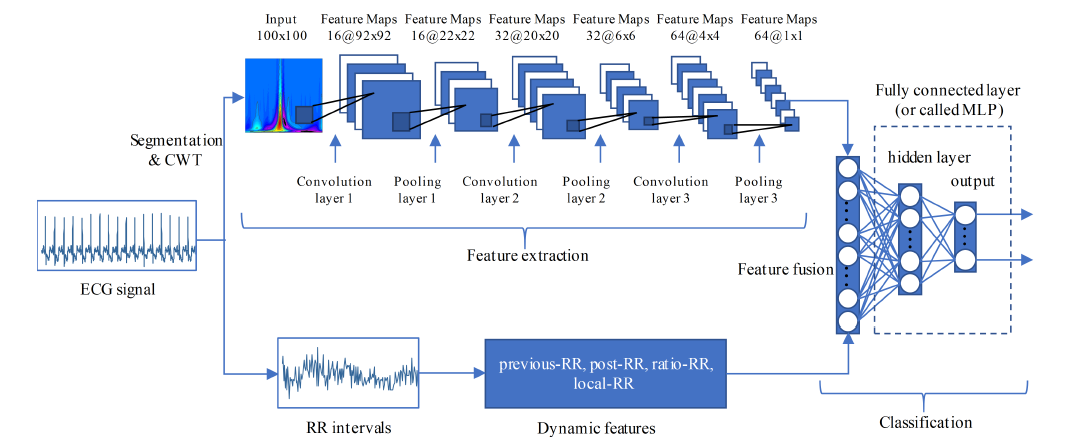 Input
100x100
Feature Maps
16@92x92
Feature Maps
16@22x22
Feature Maps
32@20x20
Feature Maps
32@6x6
Feature Maps
64@4x4
Feature Maps
64@1x1
Fully connected layer
(or called MLP)
Segmentation
& CWT
hidden layer
output
Convolution
layer 1
Pooling
layer 1
Convolution
layer 2
Pooling
layer 2
Convolution
layer 3
Pooling
layer 3
Feature extraction
Feature fusion
ECG signal
previous-RR, post-RR, ratio-RR,
local-RR
RR intervals
Dynamic features
Classification